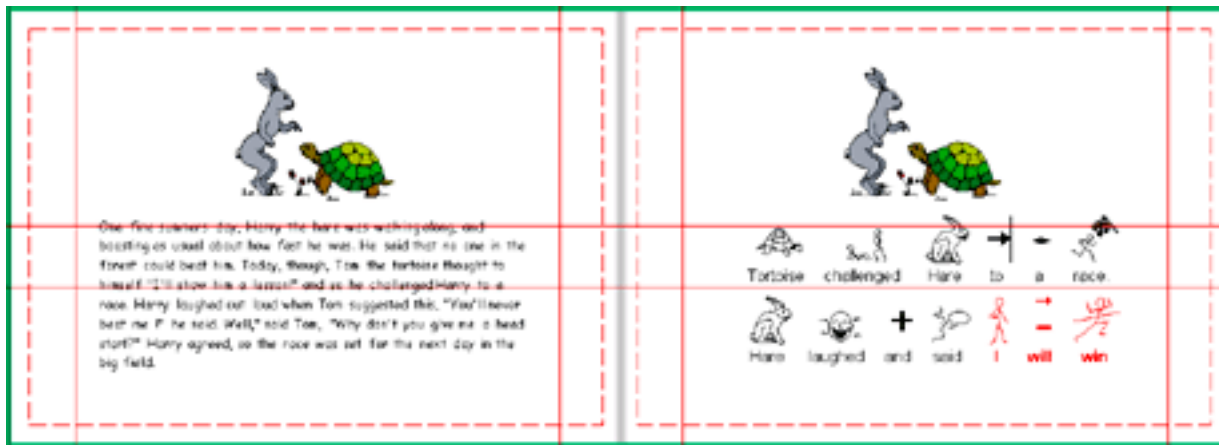 One fine summers day, Harry the hare was walking along, and
boasting as usual about how fast he was. He said that no one in the
forest could beat him. Today, though, Tom the tortoise thought to
himself "I'll show him a lesson!" and so he challenged Harry to a
race. Harry laughed out loud when Tom suggested this, "You'll never
beat me !" he said. Well," said Tom, "Why don't you give me a head
start?" Harry agreed, so the race was set for the next day in the
big field.
Tortoise challenged Hare to a race.
Hare laughed and said I will win